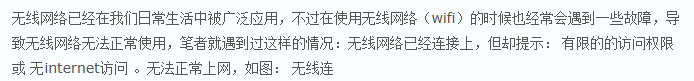 无线网络已经在我们日常生活中被广泛应用，不过在使用无线网络（wifi）的时候也经常会遇到一些故障，导
致无线网络无法正常使用，笔者就遇到过这样的情况：无线网络已经连接上，但却提示： 有限的的访问权限
或 无internet访问 。无法正常上网，如图： 无线连